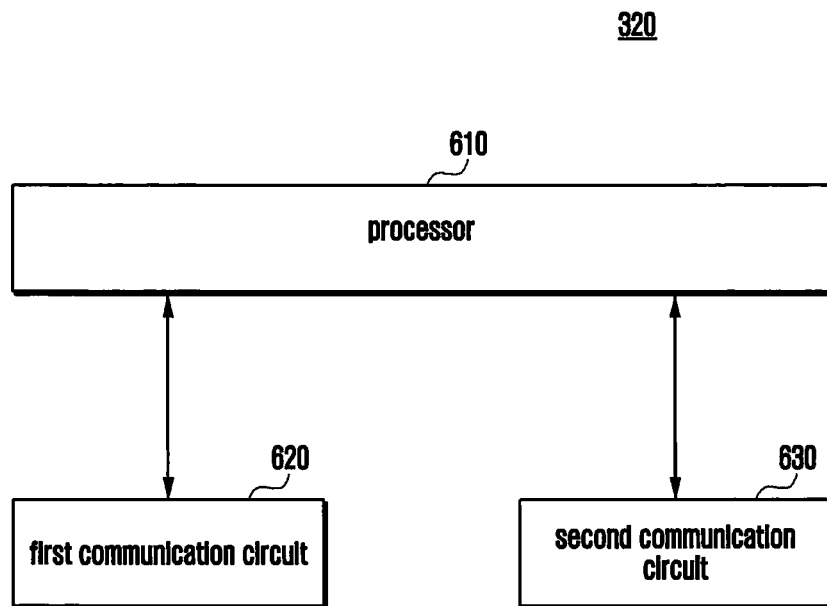 320
610
processor
620
630
first communication circuit
second communication
circuit